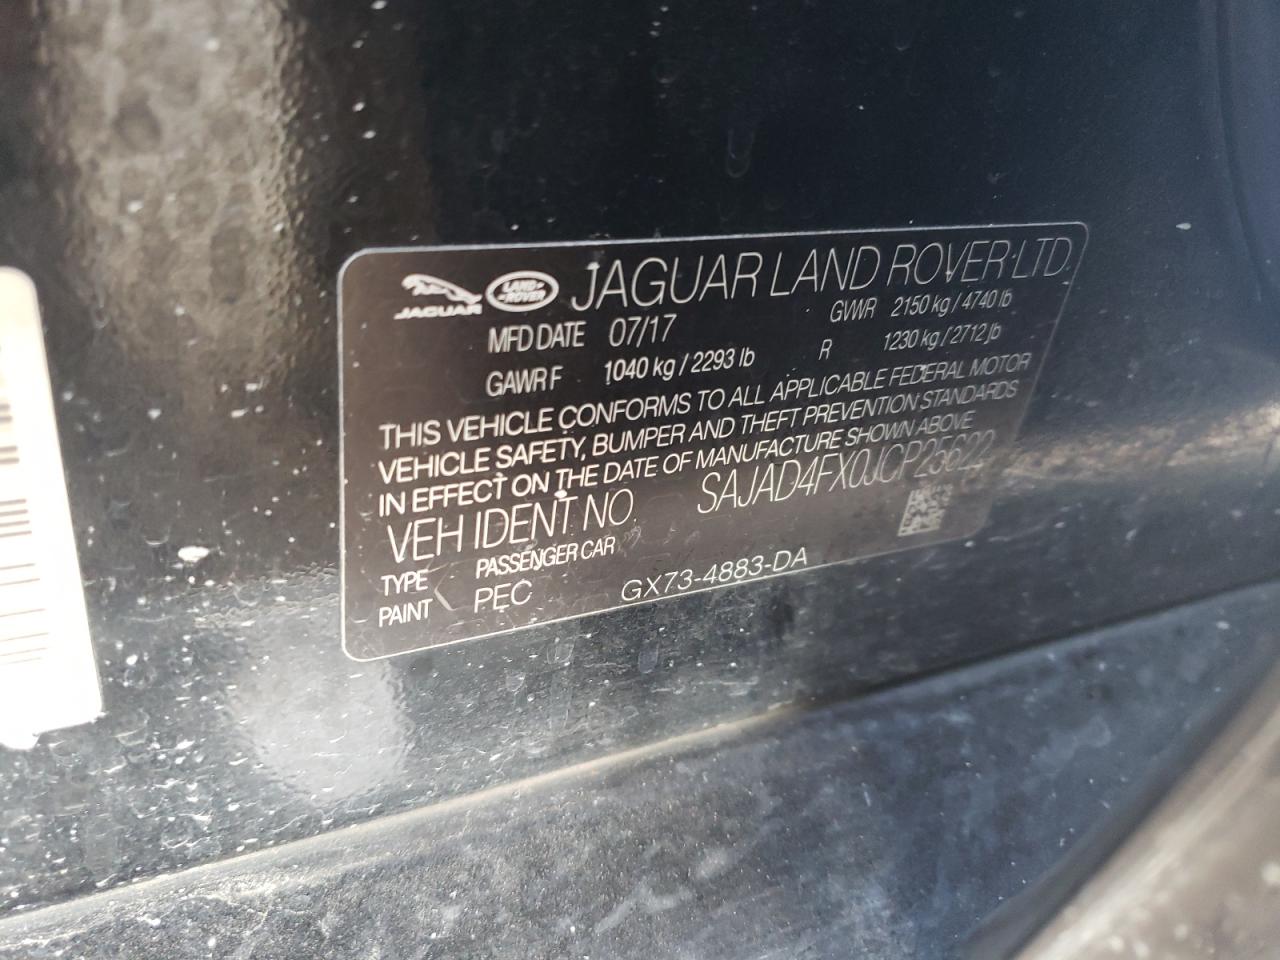 JAGUAR LAND-ROVER JAGUAR LAND ROVER LTD.
MFD DATE 07/17 GVWR 2150 kg / 4740 lb
GAWR F 1040 kg / 2293 lb R 1230 kg / 2712 lb
THIS VEHICLE CONFORMS TO ALL APPLICABLE FEDERAL MOTOR
VEHICLE SAFETY, BUMPER AND THEFT PREVENTION STANDARDS
IN EFFECT ON THE DATE OF MANUFACTURE SHOWN ABOVE
VEH IDENT NO. SAJAD4FX0JCP25622
TYPE PASSENGER CAR
PAINT PEC GX73-4883-DA